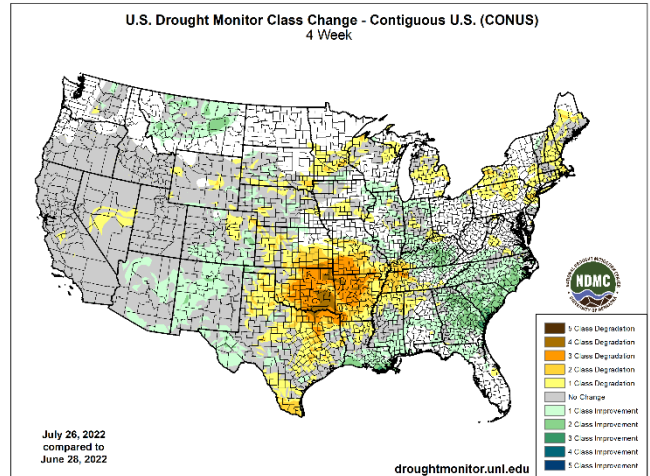 U.S. Drought Monitor Class Change - Contiguous U.S. (CONUS)
4 Week
NDMC
5 Class Degradation
4 Class Degradation
3 Class Degradation
2 Class Degradation
1 Class Degradation
No Change
1 Class Improvement
2 Class Improvement
3 Class Improvement
4 Class Improvement
5 Class Improvement
July 26, 2022
compared to
June 28, 2022
droughtmonitor.unl.edu